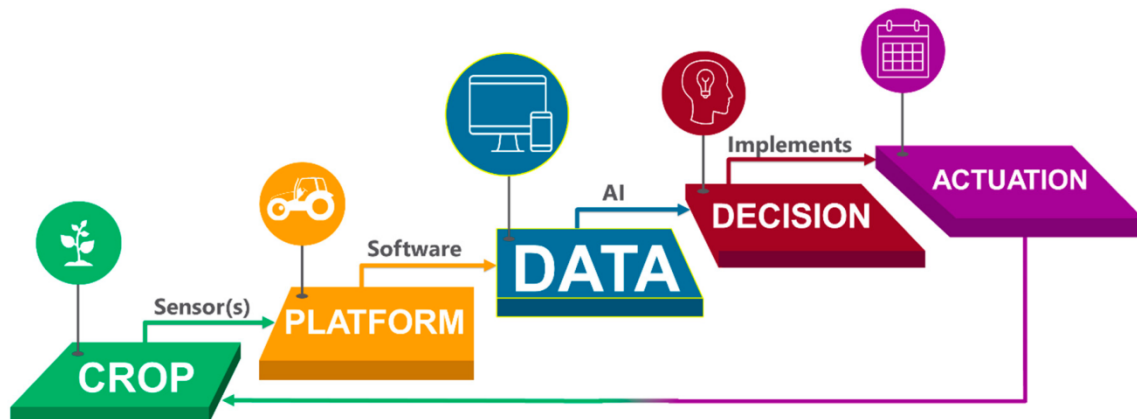 CROP
Sensor(s)
PLATFORM
Software
DATA
AI
DECISION
Implements
ACTUATION